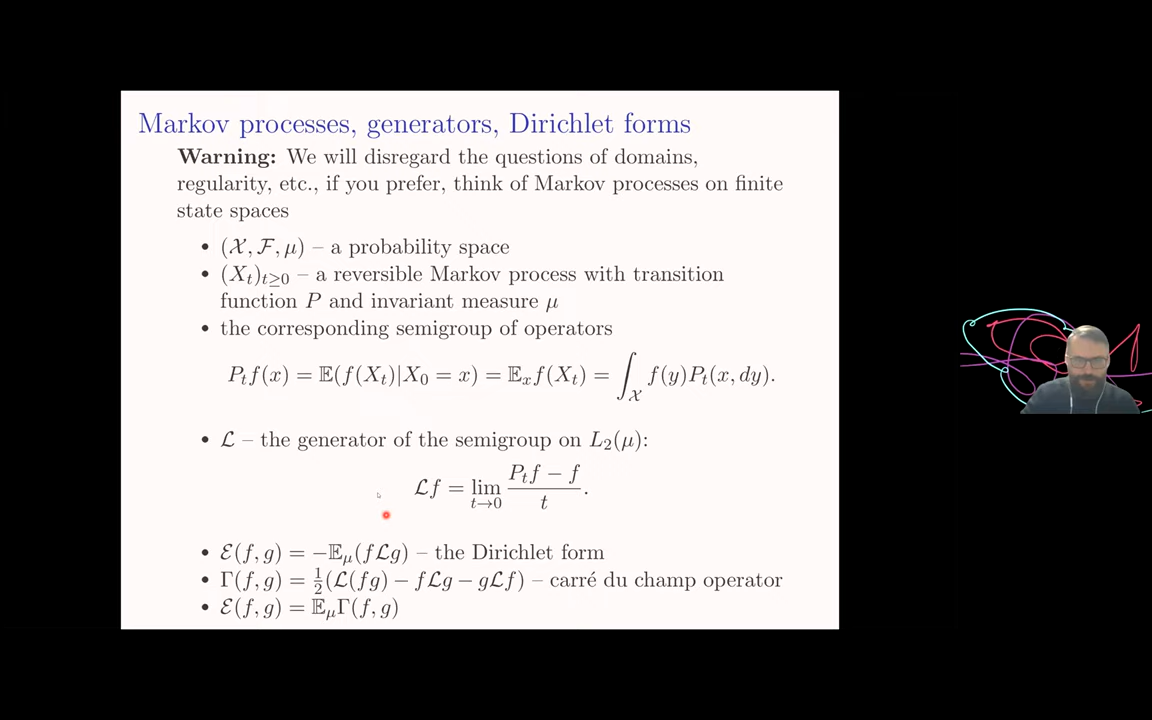 Markov processes, generators, Dirichlet forms
Warning: We will disregard the questions of domains,
regularity, etc., if you prefer, think of Markov processes on finite
state spaces
• (𝒳, ℱ, μ) – a probability space
• (X_t)_{t≥0} – a reversible Markov process with transition
function P and invariant measure μ
• the corresponding semigroup of operators
P_t f(x) = 𝔼(f(X_t)|X_0 = x) = 𝔼_x f(X_t) = ∫_𝒳 f(y)P_t(x, dy).
• ℒ – the generator of the semigroup on L_2(μ):
ℒf = lim_{t→0} (P_t f − f)/t.
• ℰ(f, g) = −𝔼_μ(fℒg) – the Dirichlet form
• Γ(f, g) = ½(ℒ(fg) − fℒg − gℒf) – carré du champ operator
• ℰ(f, g) = 𝔼_μΓ(f, g)